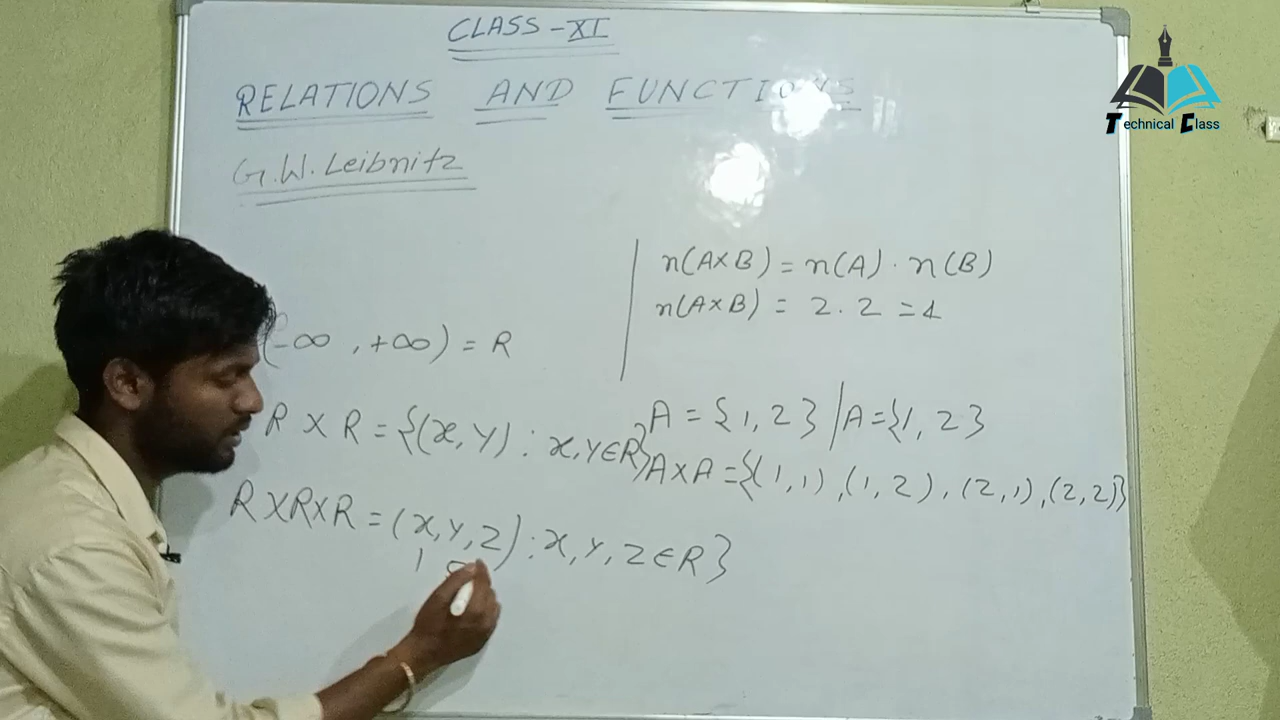 CLASS-XI
RELATIONS AND FUNCTIONS
Technical Class
G.W. Leibnitz
n(A×B) = n(A) · n(B)
n(A×B) = 2 . 2 = 4
(-∞ , +∞) = R
R × R = {(x, y) : x, y ∈ R}
A = {1, 2} / A = {1, 2}
A×A = {(1,1), (1,2), (2,1), (2,2)}
R×R×R = (x, y, z) : x, y, z ∈ R}
1